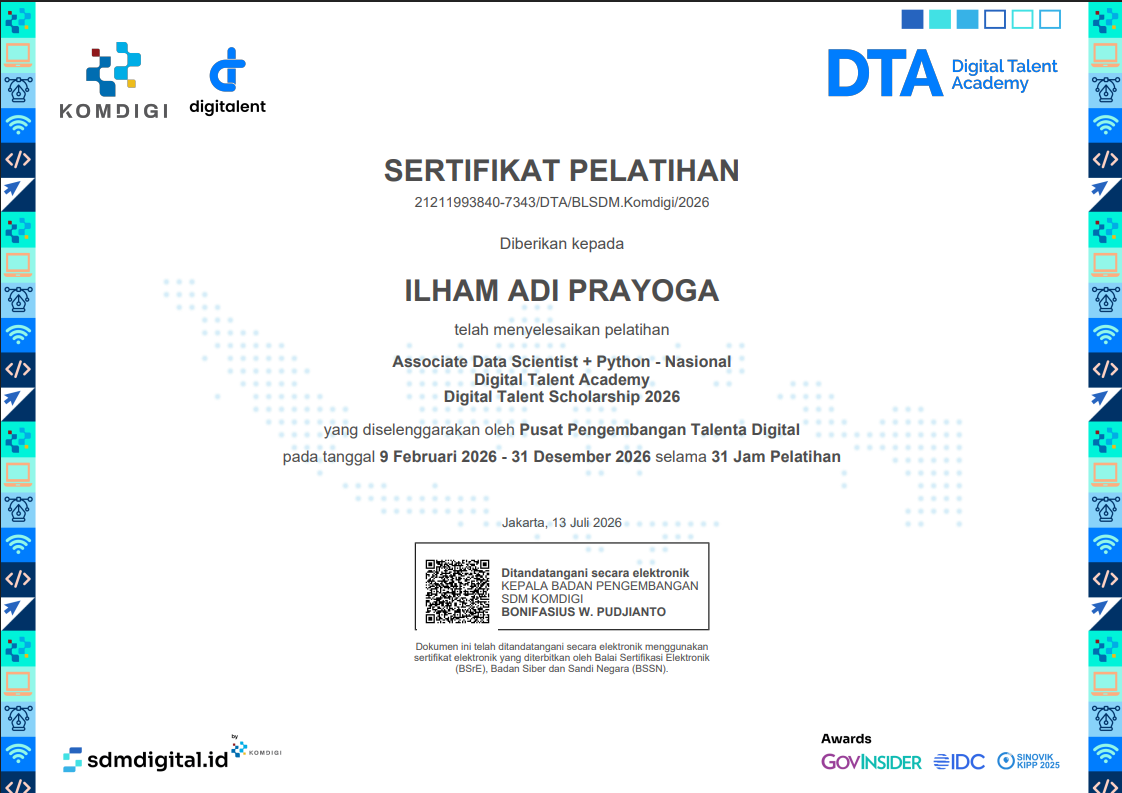 KOMDIGI
digitalent
DTA Digital Talent
Academy
SERTIFIKAT PELATIHAN
21211993840-7343/DTA/BLSDM.Komdigi/2026
Diberikan kepada
ILHAM ADI PRAYOGA
telah menyelesaikan pelatihan
Associate Data Scientist + Python - Nasional
Digital Talent Academy
Digital Talent Scholarship 2026
yang diselenggarakan oleh Pusat Pengembangan Talenta Digital
pada tanggal 9 Februari 2026 - 31 Desember 2026 selama 31 Jam Pelatihan
Jakarta, 13 Juli 2026
Ditandatangani secara elektronik
KEPALA BADAN PENGEMBANGAN
SDM KOMDIGI
BONIFASIUS W. PUDJIANTO
Dokumen ini telah ditandatangani secara elektronik menggunakan
sertifikat elektronik yang diterbitkan oleh Balai Sertifikasi Elektronik
(BSrE), Badan Siber dan Sandi Negara (BSSN).
sdmdigital.id by KOMDIGI
Awards
GOVINSIDER IDC SINOVIK
KIPP 2025